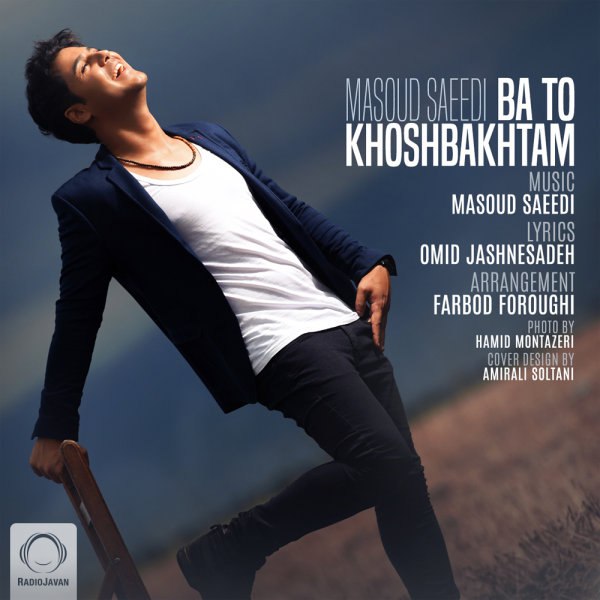 MASOUD SAEEDI BA TO
KHOSHBAKHTAM
MUSIC
MASOUD SAEEDI
LYRICS
OMID JASHNESADEH
ARRANGEMENT
FARBOD FOROUGHI
PHOTO BY
HAMID MONTAZERI
COVER DESIGN BY
AMIRALI SOLTANI
RADIOJAVAN